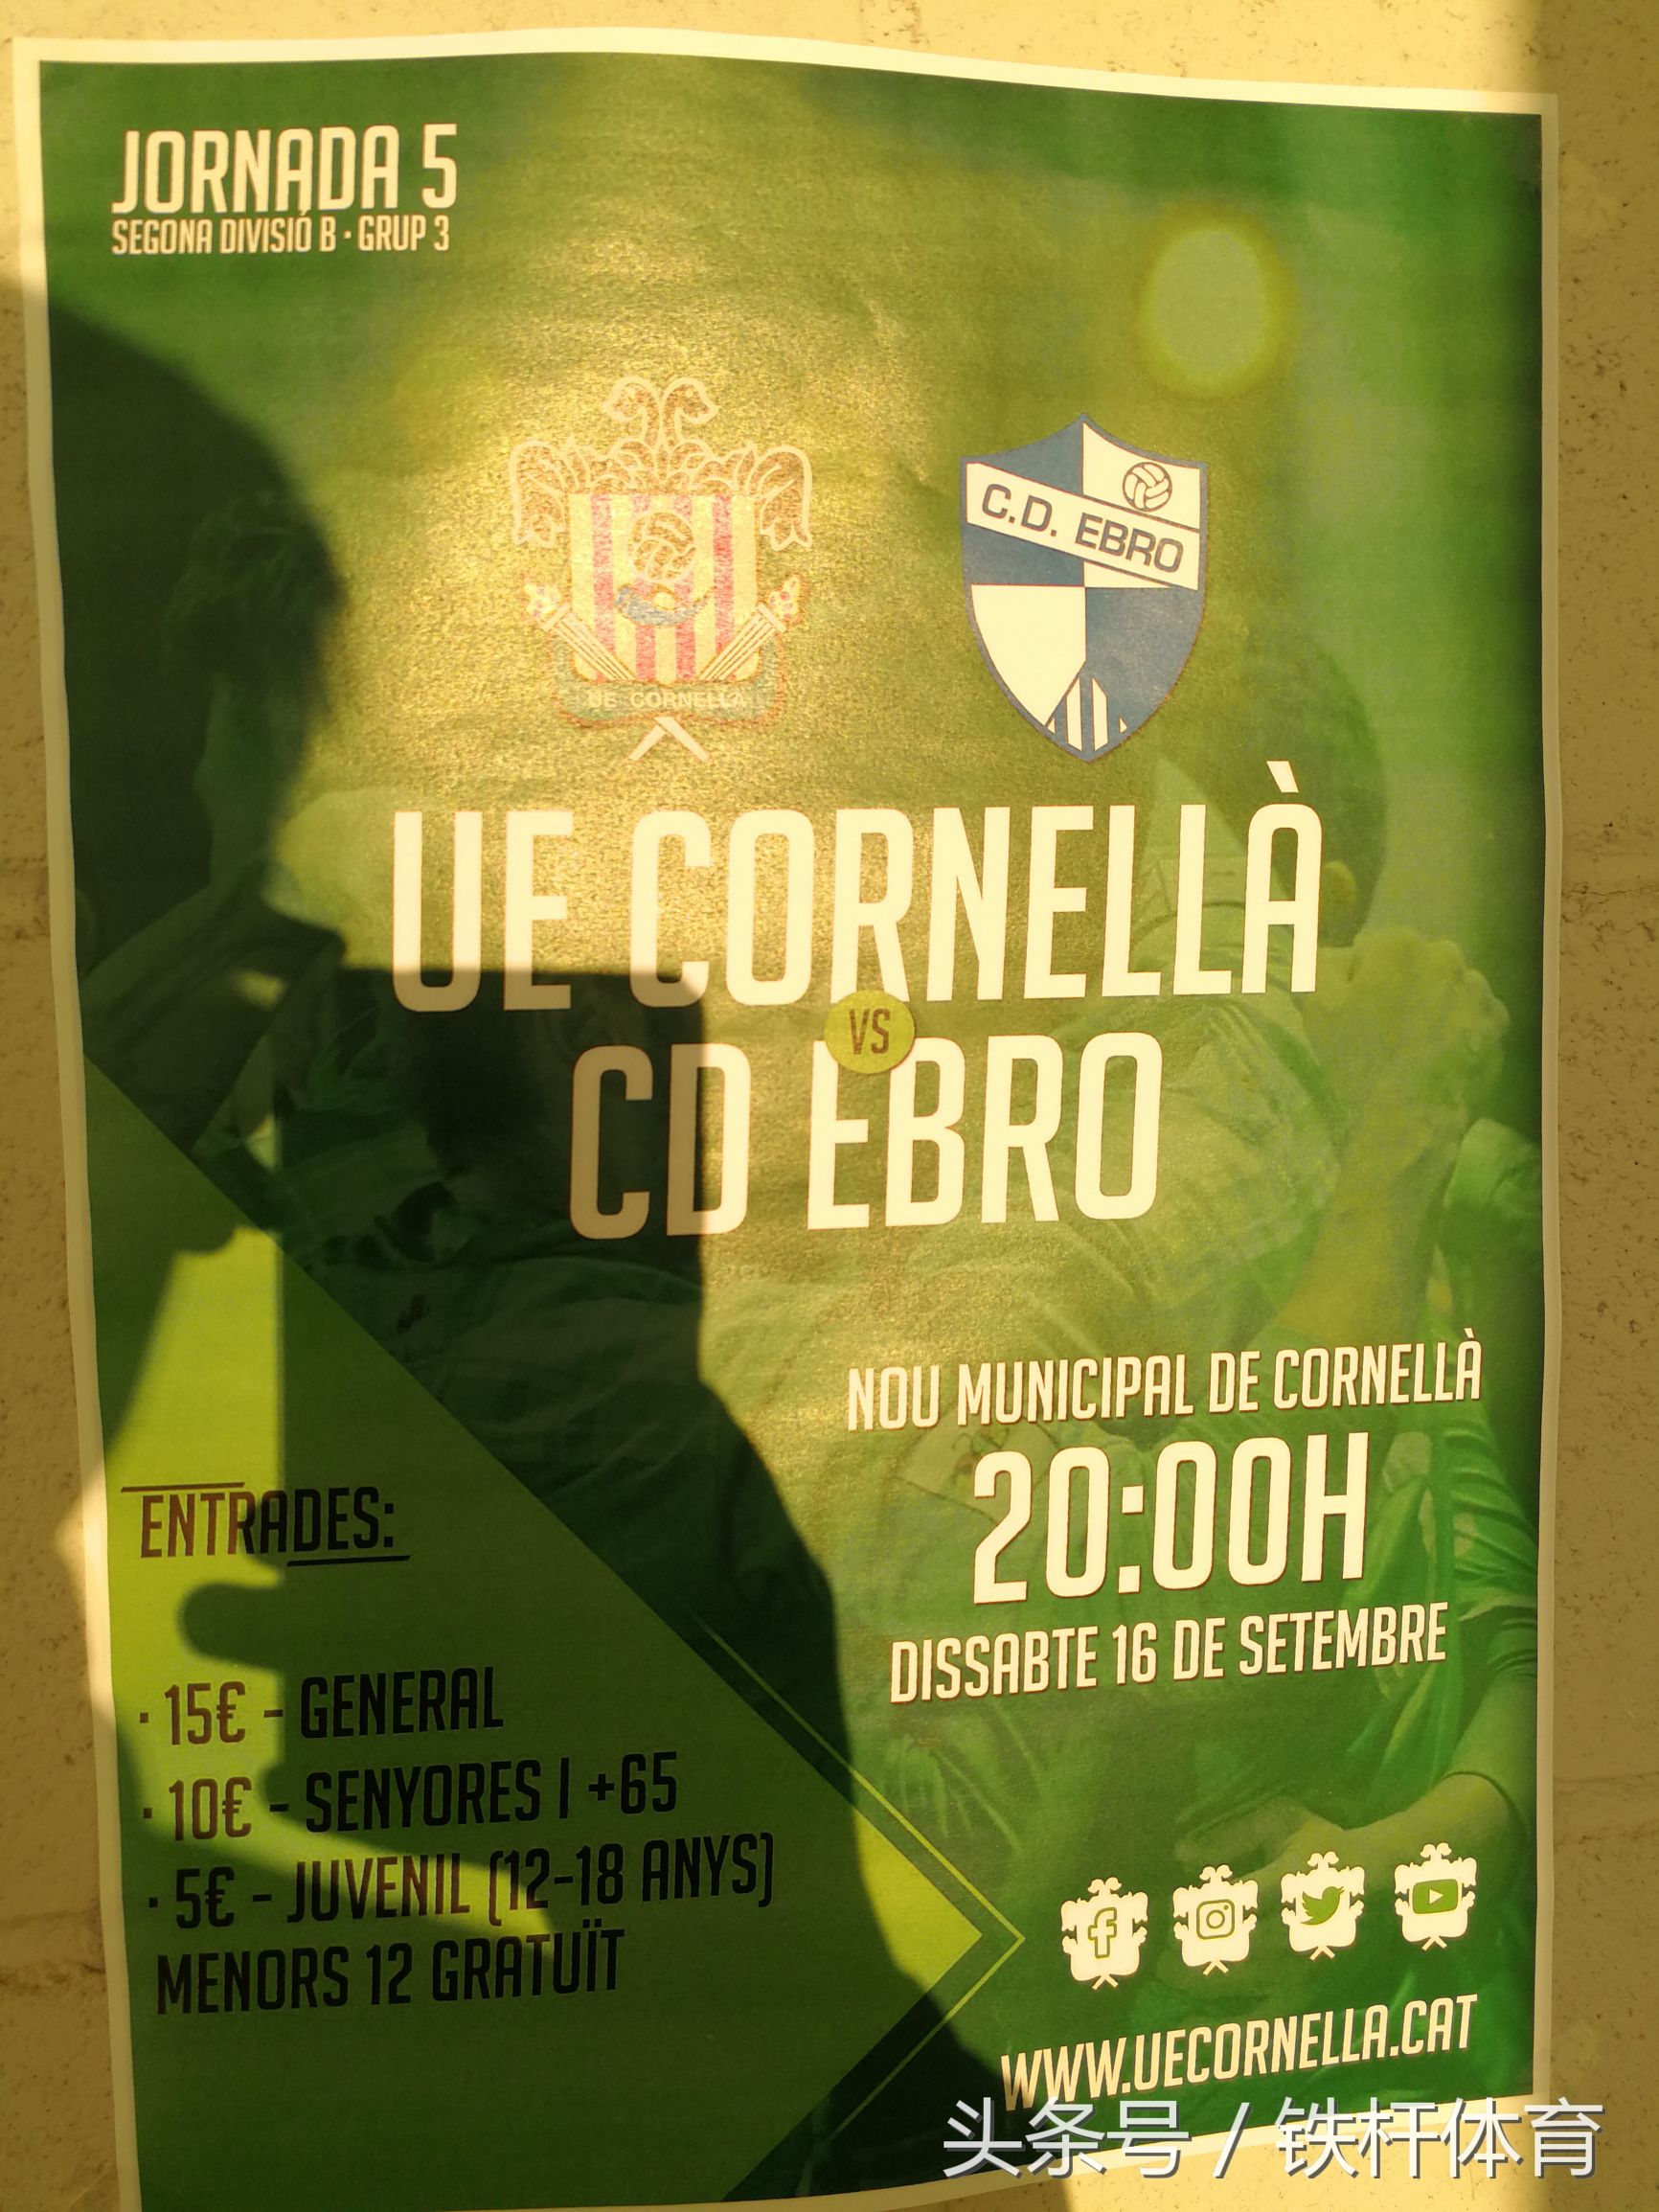 JORNADA 5
SEGONA DIVISIÓ B · GRUP 3
C.D. EBRO
UE CORNELLA
UE CORNELLÀ
VS
CD EBRO
NOU MUNICIPAL DE CORNELLÀ
20:00H
DISSABTE 16 DE SETEMBRE
ENTRADES:
· 15€ - GENERAL
· 10€ - SENYORES | +65
· 5€ - JUVENIL (12-18 ANYS)
MENORS 12 GRATUÏT
WWW.UECORNELLA.CAT
头条号 / 铁杆体育